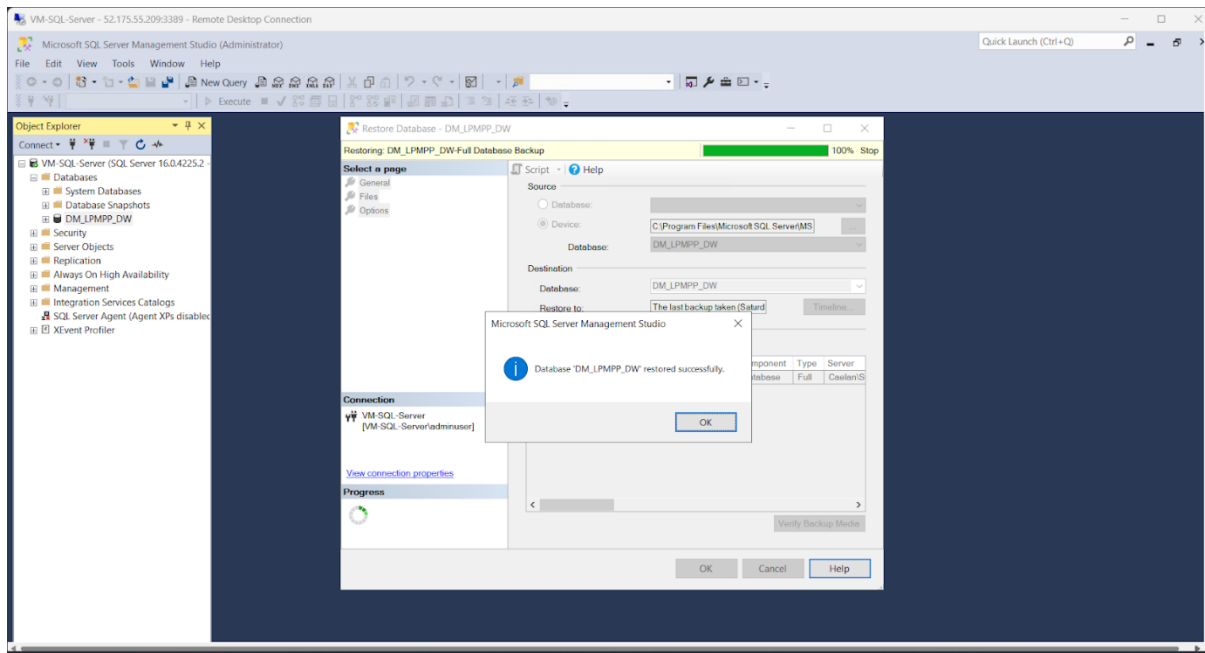 VM-SQL-Server - 52.175.55.209:3389 - Remote Desktop Connection
Microsoft SQL Server Management Studio (Administrator)
Quick Launch (Ctrl+Q)
File Edit View Tools Window Help
New Query
Execute
Object Explorer
Connect
VM-SQL-Server (SQL Server 16.0.4225.2 -
Databases
System Databases
Database Snapshots
DM_LPMPP_DW
Security
Server Objects
Replication
Always On High Availability
Management
Integration Services Catalogs
SQL Server Agent (Agent XPs disabled
XEvent Profiler
Restore Database - DM_LPMPP_DW
Restoring: DM_LPMPP_DW-Full Database Backup
100% Stop
Select a page
General
Files
Options
Script Help
Source
Database:
Device: C:\Program Files\Microsoft SQL Server\MS ...
Database: DM_LPMPP_DW
Destination
Database: DM_LPMPP_DW
Restore to: The last backup taken (Saturd Timeline...
mponent Type Server
tabase Full Caelan\S
Microsoft SQL Server Management Studio
Database 'DM_LPMPP_DW' restored successfully.
OK
Connection
VM-SQL-Server
[VM-SQL-Server\adminuser]
View connection properties
Progress
Verify Backup Media
OK Cancel Help